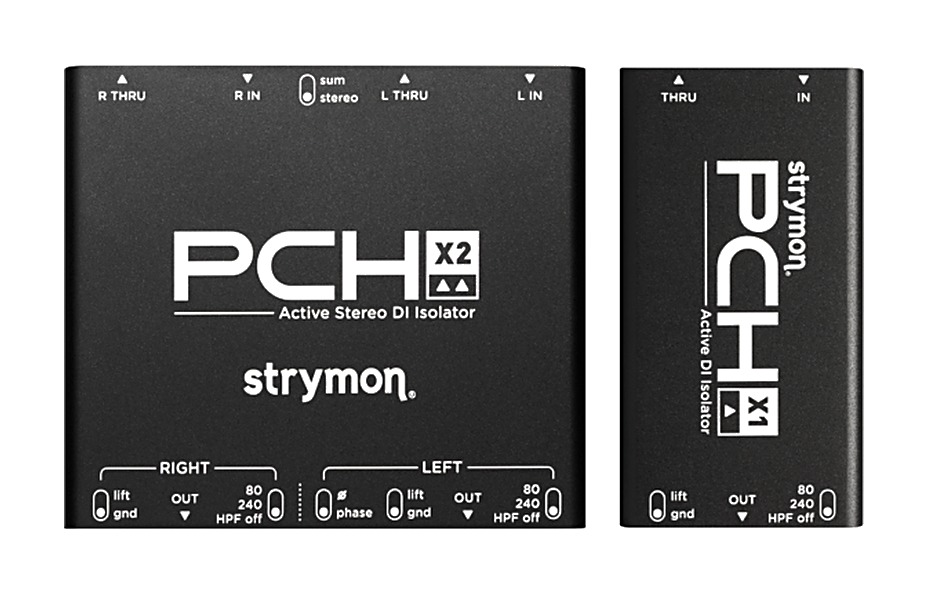 R THRU
R IN
sum
stereo
L THRU
L IN
PCH X2
Active Stereo DI Isolator
strymon®
RIGHT
lift
gnd
OUT
80
240
HPF off
LEFT
ø
phase
lift
gnd
OUT
80
240
HPF off
THRU
IN
strymon®
PCH X1
Active DI Isolator
lift
gnd
OUT
80
240
HPF off